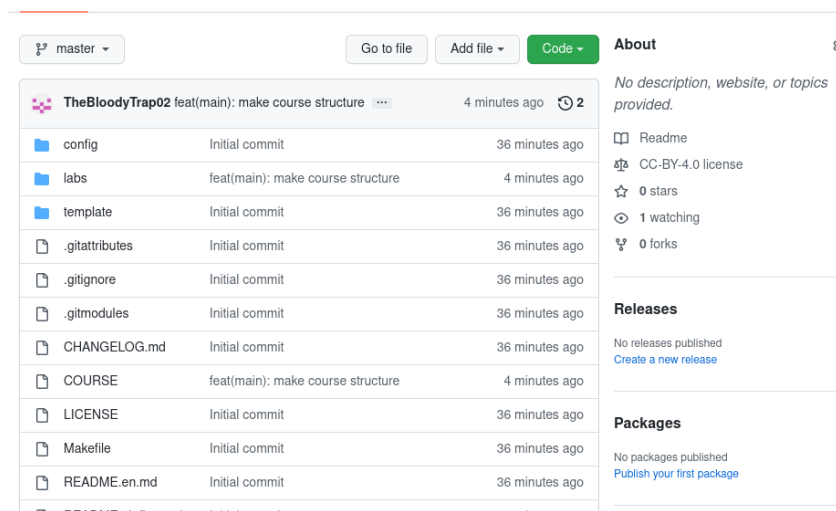 master
Go to file
Add file
Code
TheBloodyTrap02 feat(main): make course structure ... 4 minutes ago 2
config Initial commit 36 minutes ago
labs feat(main): make course structure 4 minutes ago
template Initial commit 36 minutes ago
.gitattributes Initial commit 36 minutes ago
.gitignore Initial commit 36 minutes ago
.gitmodules Initial commit 36 minutes ago
CHANGELOG.md Initial commit 36 minutes ago
COURSE feat(main): make course structure 4 minutes ago
LICENSE Initial commit 36 minutes ago
Makefile Initial commit 36 minutes ago
README.en.md Initial commit 36 minutes ago
About
No description, website, or topics
provided.
Readme
CC-BY-4.0 license
0 stars
1 watching
0 forks
Releases
No releases published
Create a new release
Packages
No packages published
Publish your first package